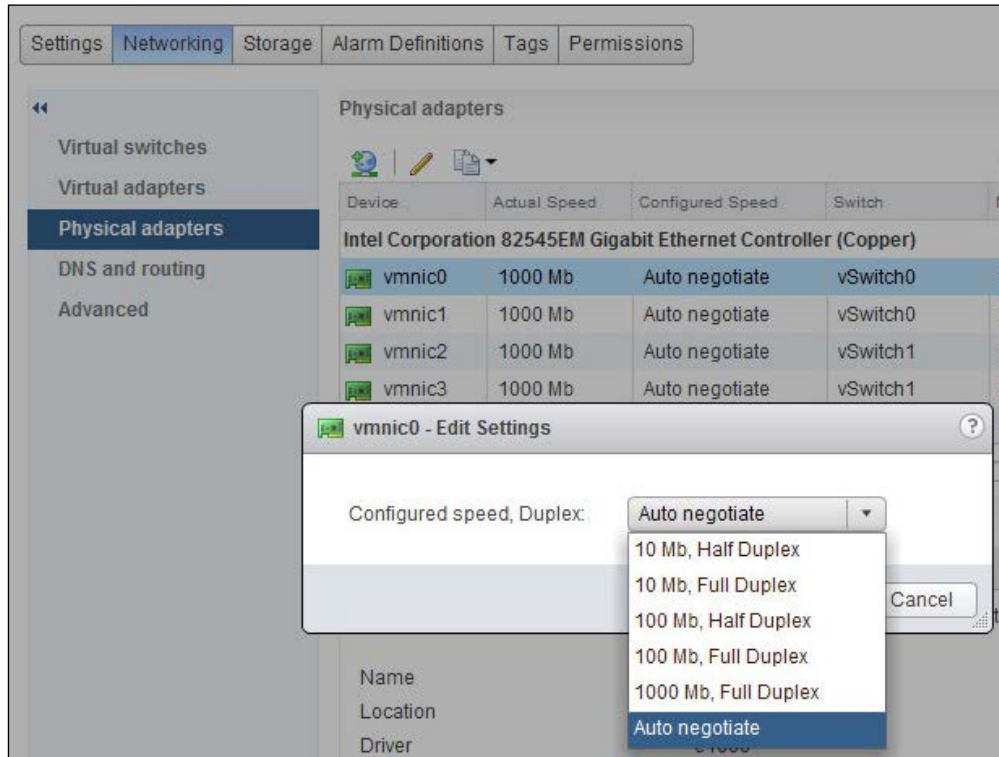 Settings Networking Storage Alarm Definitions Tags Permissions
Physical adapters
Virtual switches
Virtual adapters
Physical adapters
DNS and routing
Advanced
Device Actual Speed Configured Speed Switch
Intel Corporation 82545EM Gigabit Ethernet Controller (Copper)
vmnic0 1000 Mb Auto negotiate vSwitch0
vmnic1 1000 Mb Auto negotiate vSwitch0
vmnic2 1000 Mb Auto negotiate vSwitch1
vmnic3 1000 Mb Auto negotiate vSwitch1
vmnic0 - Edit Settings ?
Configured speed, Duplex: Auto negotiate
10 Mb, Half Duplex
10 Mb, Full Duplex
100 Mb, Half Duplex
100 Mb, Full Duplex
1000 Mb, Full Duplex
Auto negotiate
Cancel
Name
Location
Driver